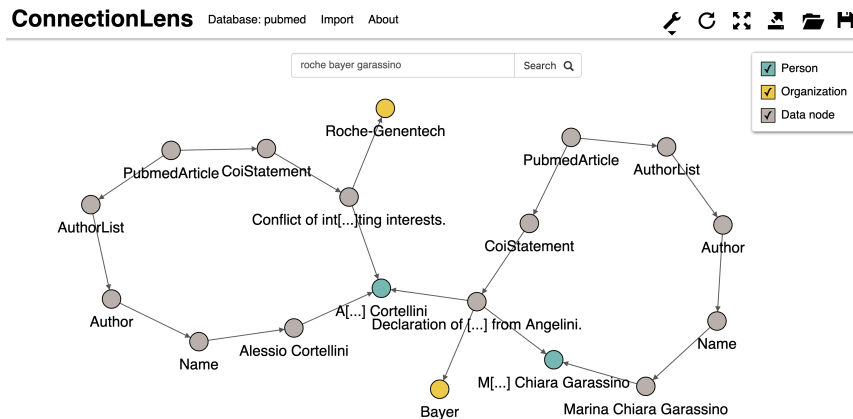 ConnectionLens Database: pubmed Import About
roche bayer garassino Search
Person
Organization
Data node
Roche-Genentech
PubmedArticle
CoiStatement
PubmedArticle
AuthorList
AuthorList
Conflict of int[...]ting interests.
CoiStatement
Author
Author
A[...] Cortellini
Declaration of [...] from Angelini.
Name
Alessio Cortellini
Name
M[...] Chiara Garassino
Bayer
Marina Chiara Garassino